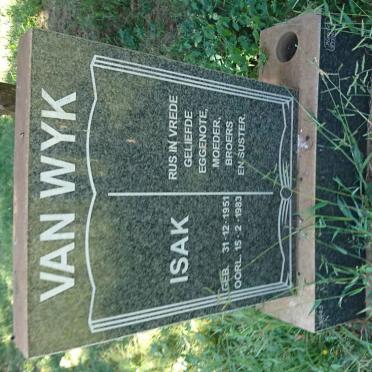 VAN WYK
ISAK
GEB. 31·12·1951
OORL. 15·2·1983
RUS IN VREDE
GELIEFDE
EGGENOTE,
MOEDER,
BROERS
EN SUSTER.